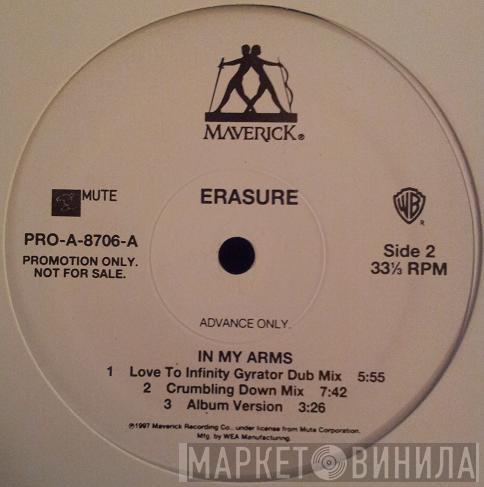 MAVERICK®
MUTE
ERASURE
WB
PRO-A-8706-A
PROMOTION ONLY.
NOT FOR SALE.
Side 2
33⅓ RPM
ADVANCE ONLY.
IN MY ARMS
1 Love To Infinity Gyrator Dub Mix 5:55
2 Crumbling Down Mix 7:42
3 Album Version 3:26
℗1997 Maverick Recording Co., under license from Mute Corporation.
Mfg. by WEA Manufacturing.
МАРКЕТ ВИНИЛА